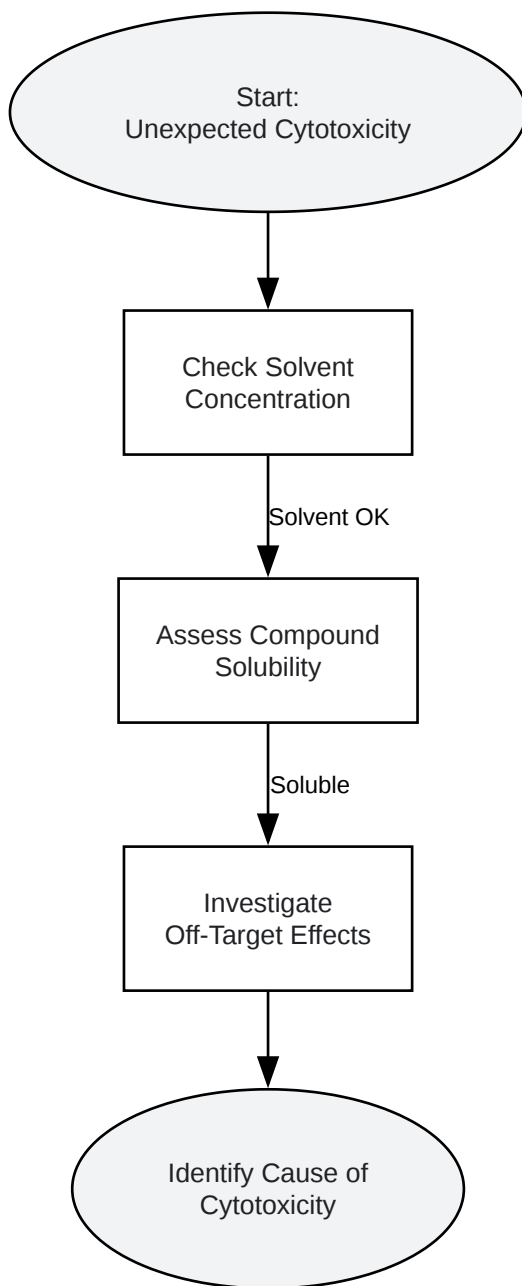 Start:
Unexpected Cytotoxicity
Check Solvent
Concentration
Solvent OK
Assess Compound
Solubility
Soluble
Investigate
Off-Target Effects
Identify Cause of
Cytotoxicity